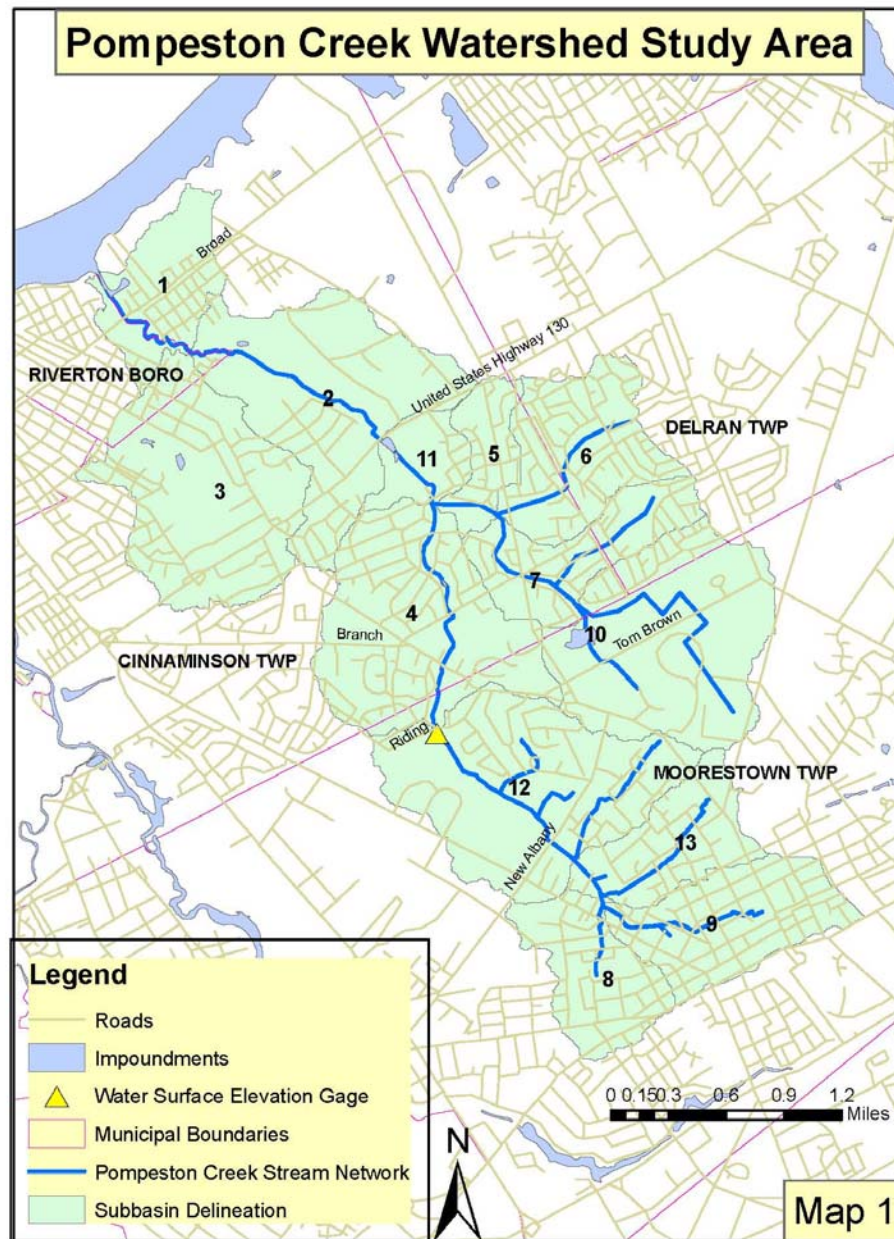 Pompeston Creek Watershed Study Area
Broad
1
United States Highway 130
RIVERTON BORO
2
DELRAN TWP
11
5
6
3
7
4
Branch
10
Tom Brown
CINNAMINSON TWP
Riding
MOORESTOWN TWP
12
New Albany
13
9
8
Legend
Roads
Impoundments
Water Surface Elevation Gage
Municipal Boundaries
Pompeston Creek Stream Network
Subbasin Delineation
0 0.15 0.3 0.6 0.9 1.2
Miles
N
Map 1